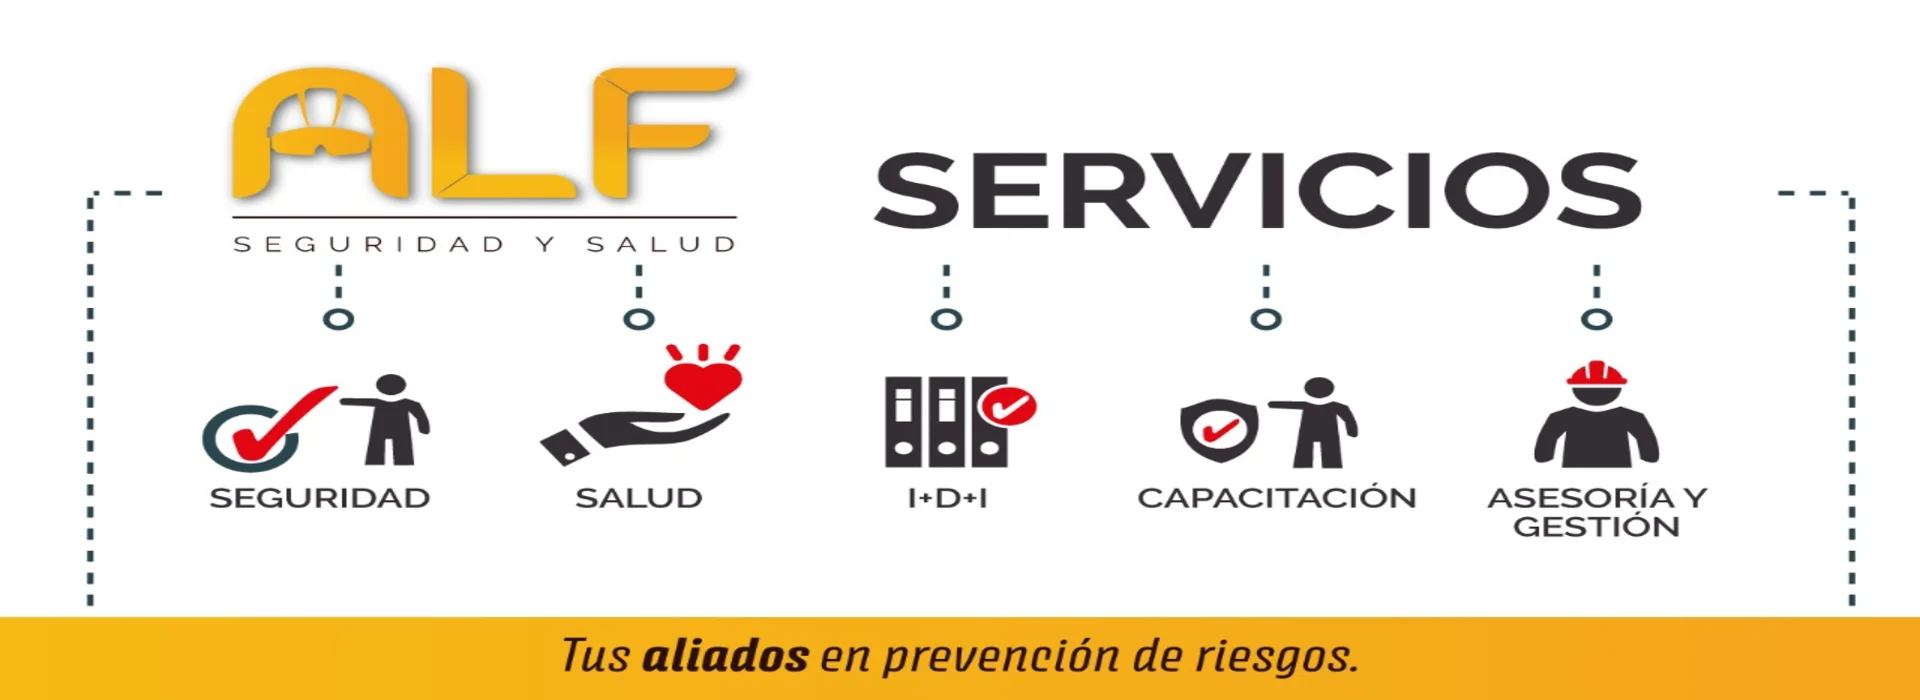 ALF
SEGURIDAD Y SALUD
SERVICIOS
SEGURIDAD
SALUD
I+D+I
CAPACITACIÓN
ASESORÍA Y
GESTIÓN
Tus aliados en prevención de riesgos.